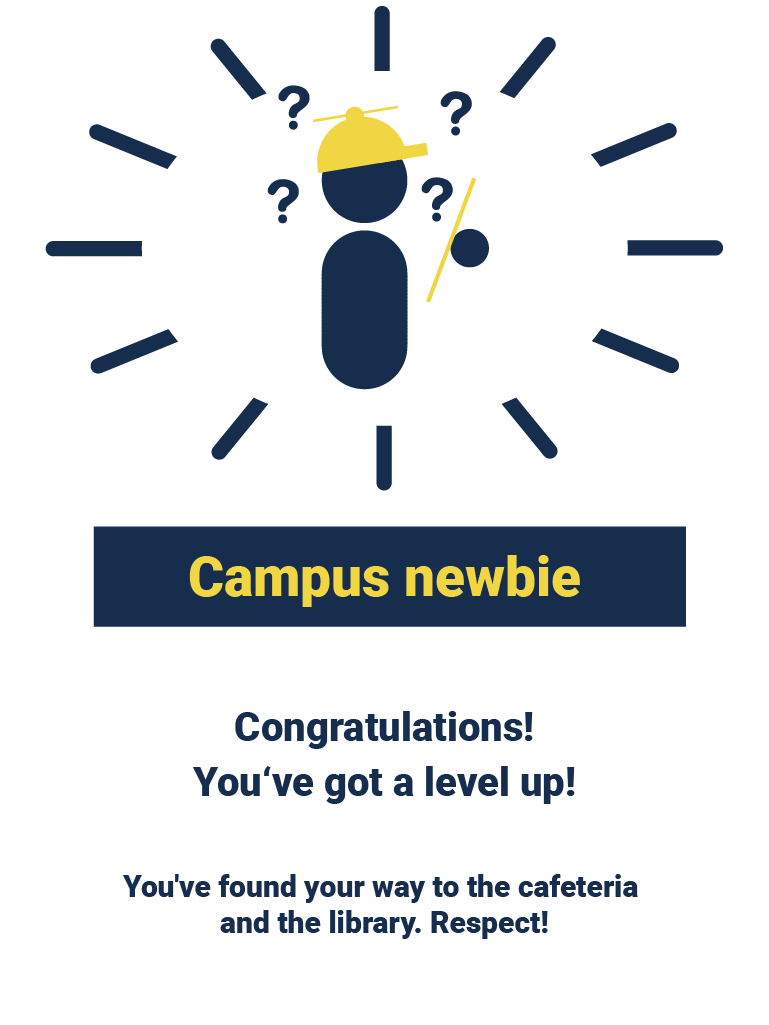 ? ?
? ?
Campus newbie
Congratulations!
You‘ve got a level up!
You've found your way to the cafeteria
and the library. Respect!